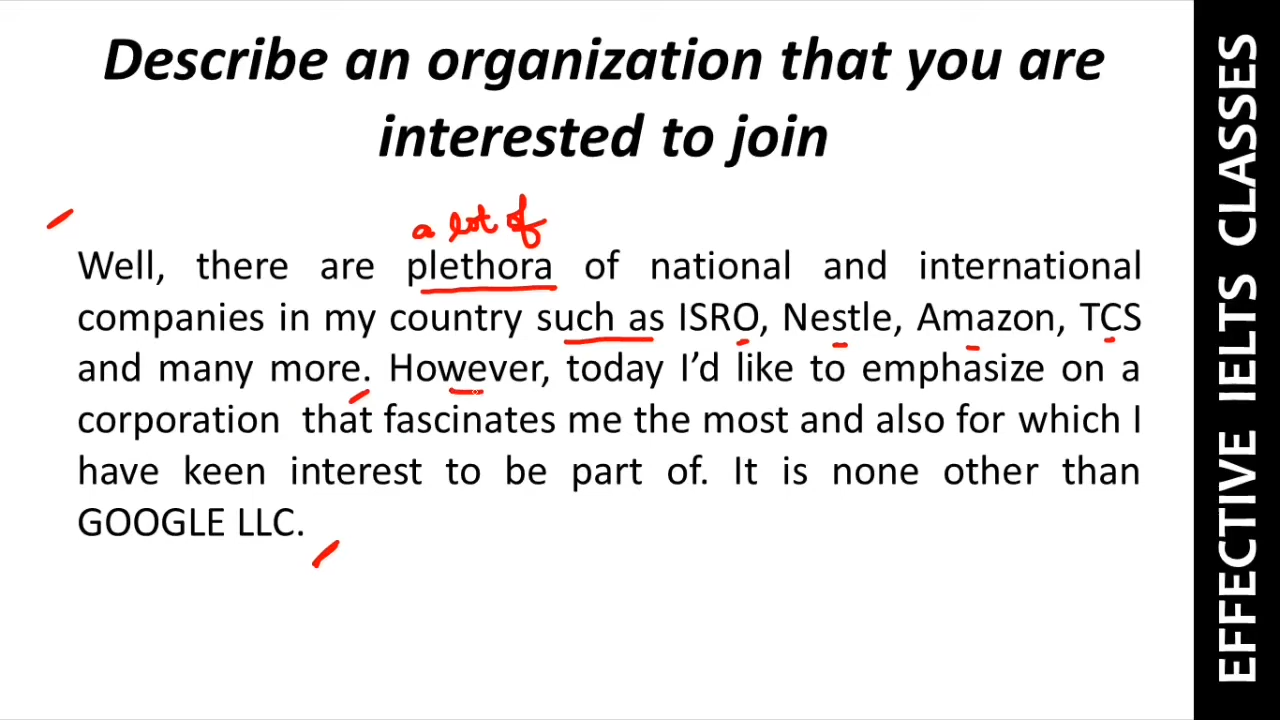 Describe an organization that you are
interested to join
a lot of
Well, there are plethora of national and international
companies in my country such as ISRO, Nestle, Amazon, TCS
and many more. However, today I'd like to emphasize on a
corporation that fascinates me the most and also for which I
have keen interest to be part of. It is none other than
GOOGLE LLC.
EFFECTIVE IELTS CLASSES